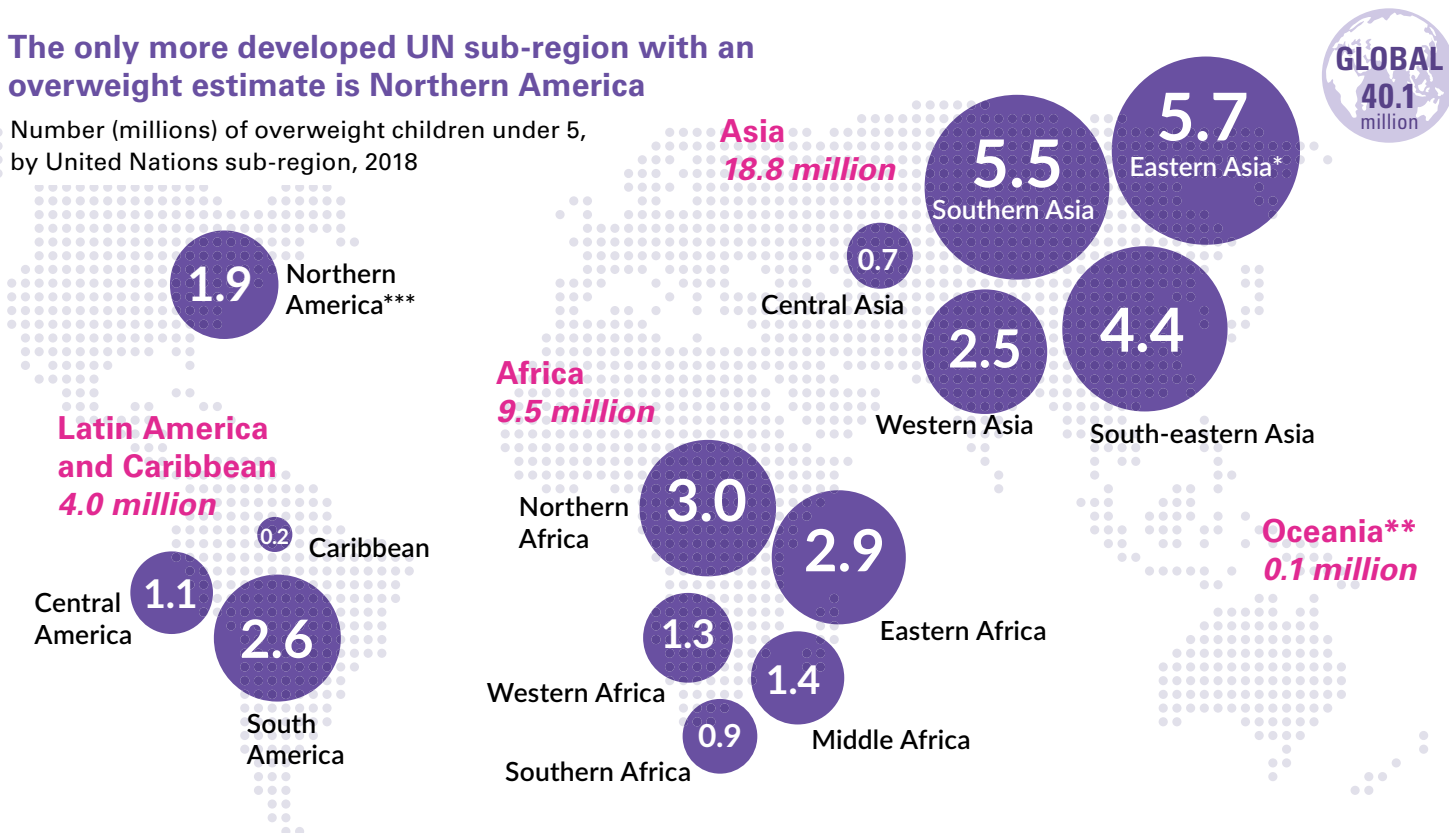 The only more developed UN sub-region with an
overweight estimate is Northern America
Number (millions) of overweight children under 5,
by United Nations sub-region, 2018
GLOBAL
40.1
million
Asia
18.8 million
5.5
Southern Asia
5.7
Eastern Asia*
0.7
Central Asia
2.5
Western Asia
4.4
South-eastern Asia
1.9
Northern
America***
Africa
9.5 million
3.0
Northern
Africa
2.9
Eastern Africa
1.3
Western Africa
1.4
Middle Africa
0.9
Southern Africa
Latin America
and Caribbean
4.0 million
0.2
Caribbean
1.1
Central
America
2.6
South
America
Oceania**
0.1 million